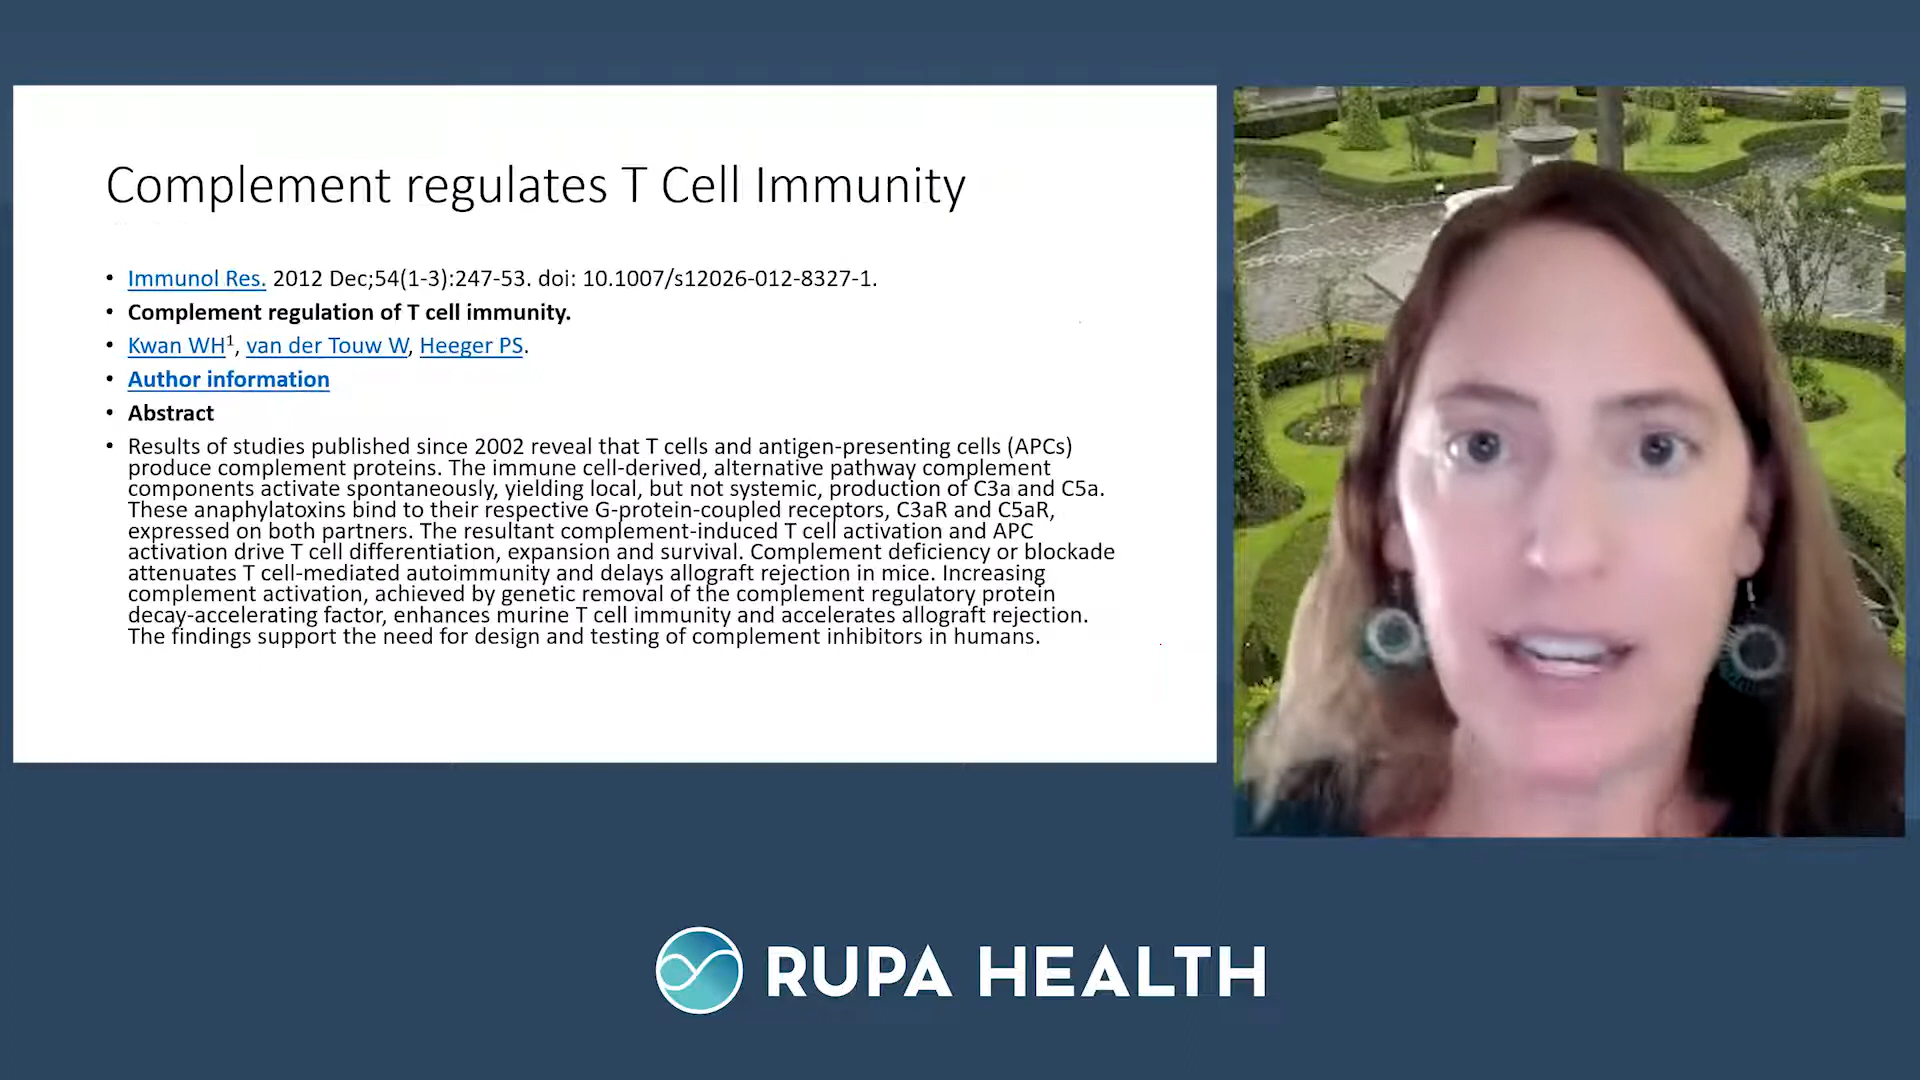 Complement regulates T Cell Immunity
• Immunol Res. 2012 Dec;54(1-3):247-53. doi: 10.1007/s12026-012-8327-1.
• Complement regulation of T cell immunity.
• Kwan WH1, van der Touw W, Heeger PS.
• Author information
• Abstract
• Results of studies published since 2002 reveal that T cells and antigen-presenting cells (APCs)
produce complement proteins. The immune cell-derived, alternative pathway complement
components activate spontaneously, yielding local, but not systemic, production of C3a and C5a.
These anaphylatoxins bind to their respective G-protein-coupled receptors, C3aR and C5aR,
expressed on both partners. The resultant complement-induced T cell activation and APC
activation drive T cell differentiation, expansion and survival. Complement deficiency or blockade
attenuates T cell-mediated autoimmunity and delays allograft rejection in mice. Increasing
complement activation, achieved by genetic removal of the complement regulatory protein
decay-accelerating factor, enhances murine T cell immunity and accelerates allograft rejection.
The findings support the need for design and testing of complement inhibitors in humans.
RUPA HEALTH